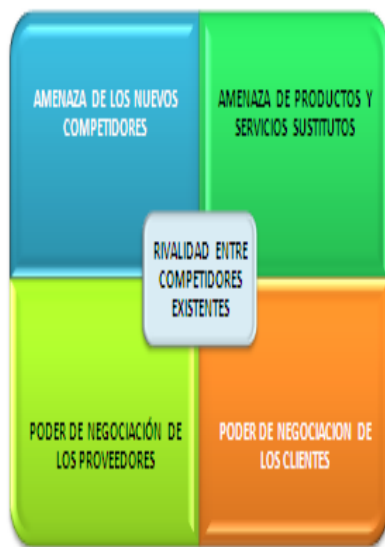 AMENAZA DE LOS NUEVOS
COMPETIDORES
AMENAZA DE PRODUCTOS Y
SERVICIOS SUSTITUTOS
RIVALIDAD ENTRE
COMPETIDORES
EXISTENTES
PODER DE NEGOCIACIÓN DE
LOS PROVEEDORES
PODER DE NEGOCIACION DE
LOS CLIENTES